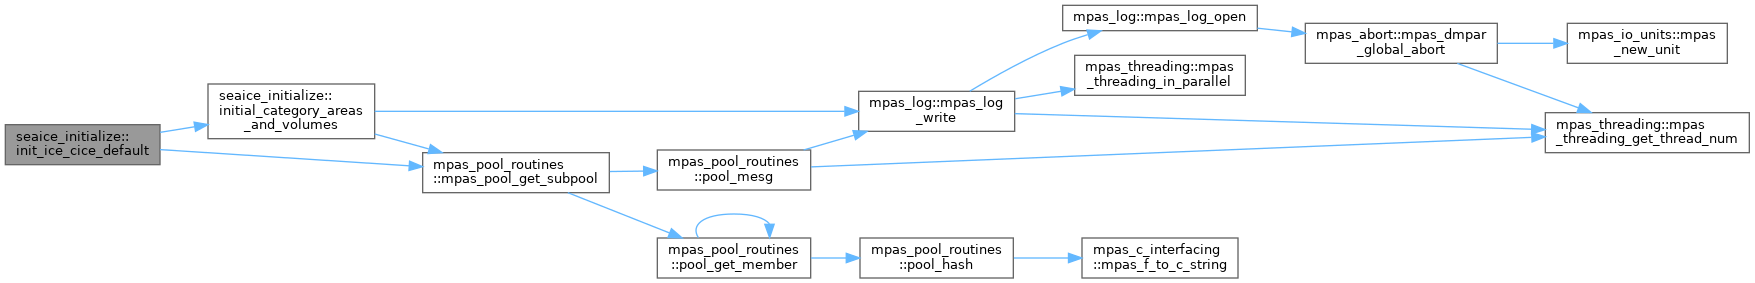 seaice_initialize::
init_ice_cice_default
seaice_initialize::
initial_category_areas
_and_volumes
mpas_pool_routines
::mpas_pool_get_subpool
mpas_log::mpas_log
_write
mpas_pool_routines
::pool_mesg
mpas_pool_routines
::pool_get_member
mpas_pool_routines
::pool_hash
mpas_c_interfacing
::mpas_f_to_c_string
mpas_log::mpas_log_open
mpas_threading::mpas
_threading_in_parallel
mpas_abort::mpas_dmpar
_global_abort
mpas_io_units::mpas
_new_unit
mpas_threading::mpas
_threading_get_thread_num